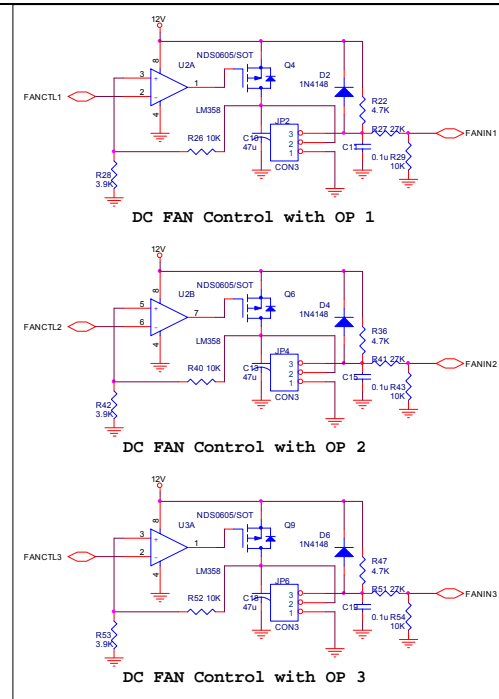 12V
NDS0605/SOT
U2A
Q4
8
3
+
1
FANCTL1
2
-
4
LM358
D2
1N4148
R22
4.7K
R26 10K
C10
47u
JP2
3
2
1
CON3
R27 27K
FANIN1
C11
0.1u
R29
10K
R28
3.9K
DC FAN Control with OP 1
12V
NDS0605/SOT
U2B
Q6
8
5
+
7
FANCTL2
6
-
4
LM358
D4
1N4148
R36
4.7K
R40 10K
C13
47u
JP4
3
2
1
CON3
R41 27K
FANIN2
C15
0.1u
R43
10K
R42
3.9K
DC FAN Control with OP 2
12V
NDS0605/SOT
U3A
Q9
8
3
+
1
FANCTL3
2
-
4
LM358
D6
1N4148
R47
4.7K
R52 10K
C18
47u
JP6
3
2
1
CON3
R51 27K
FANIN3
C19
0.1u
R54
10K
R53
3.9K
DC FAN Control with OP 3